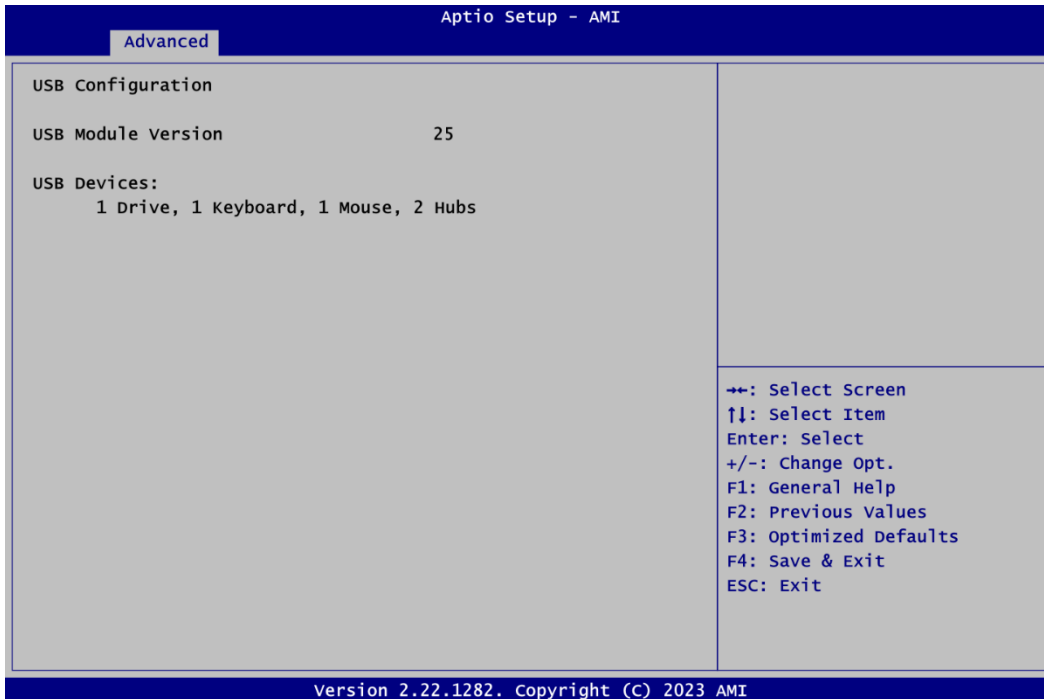 Aptio Setup - AMI
Advanced
USB Configuration
USB Module Version 25
USB Devices:
1 Drive, 1 Keyboard, 1 Mouse, 2 Hubs
→←: Select Screen
↑↓: Select Item
Enter: Select
+/-: Change Opt.
F1: General Help
F2: Previous Values
F3: Optimized Defaults
F4: Save & Exit
ESC: Exit
Version 2.22.1282. Copyright (C) 2023 AMI